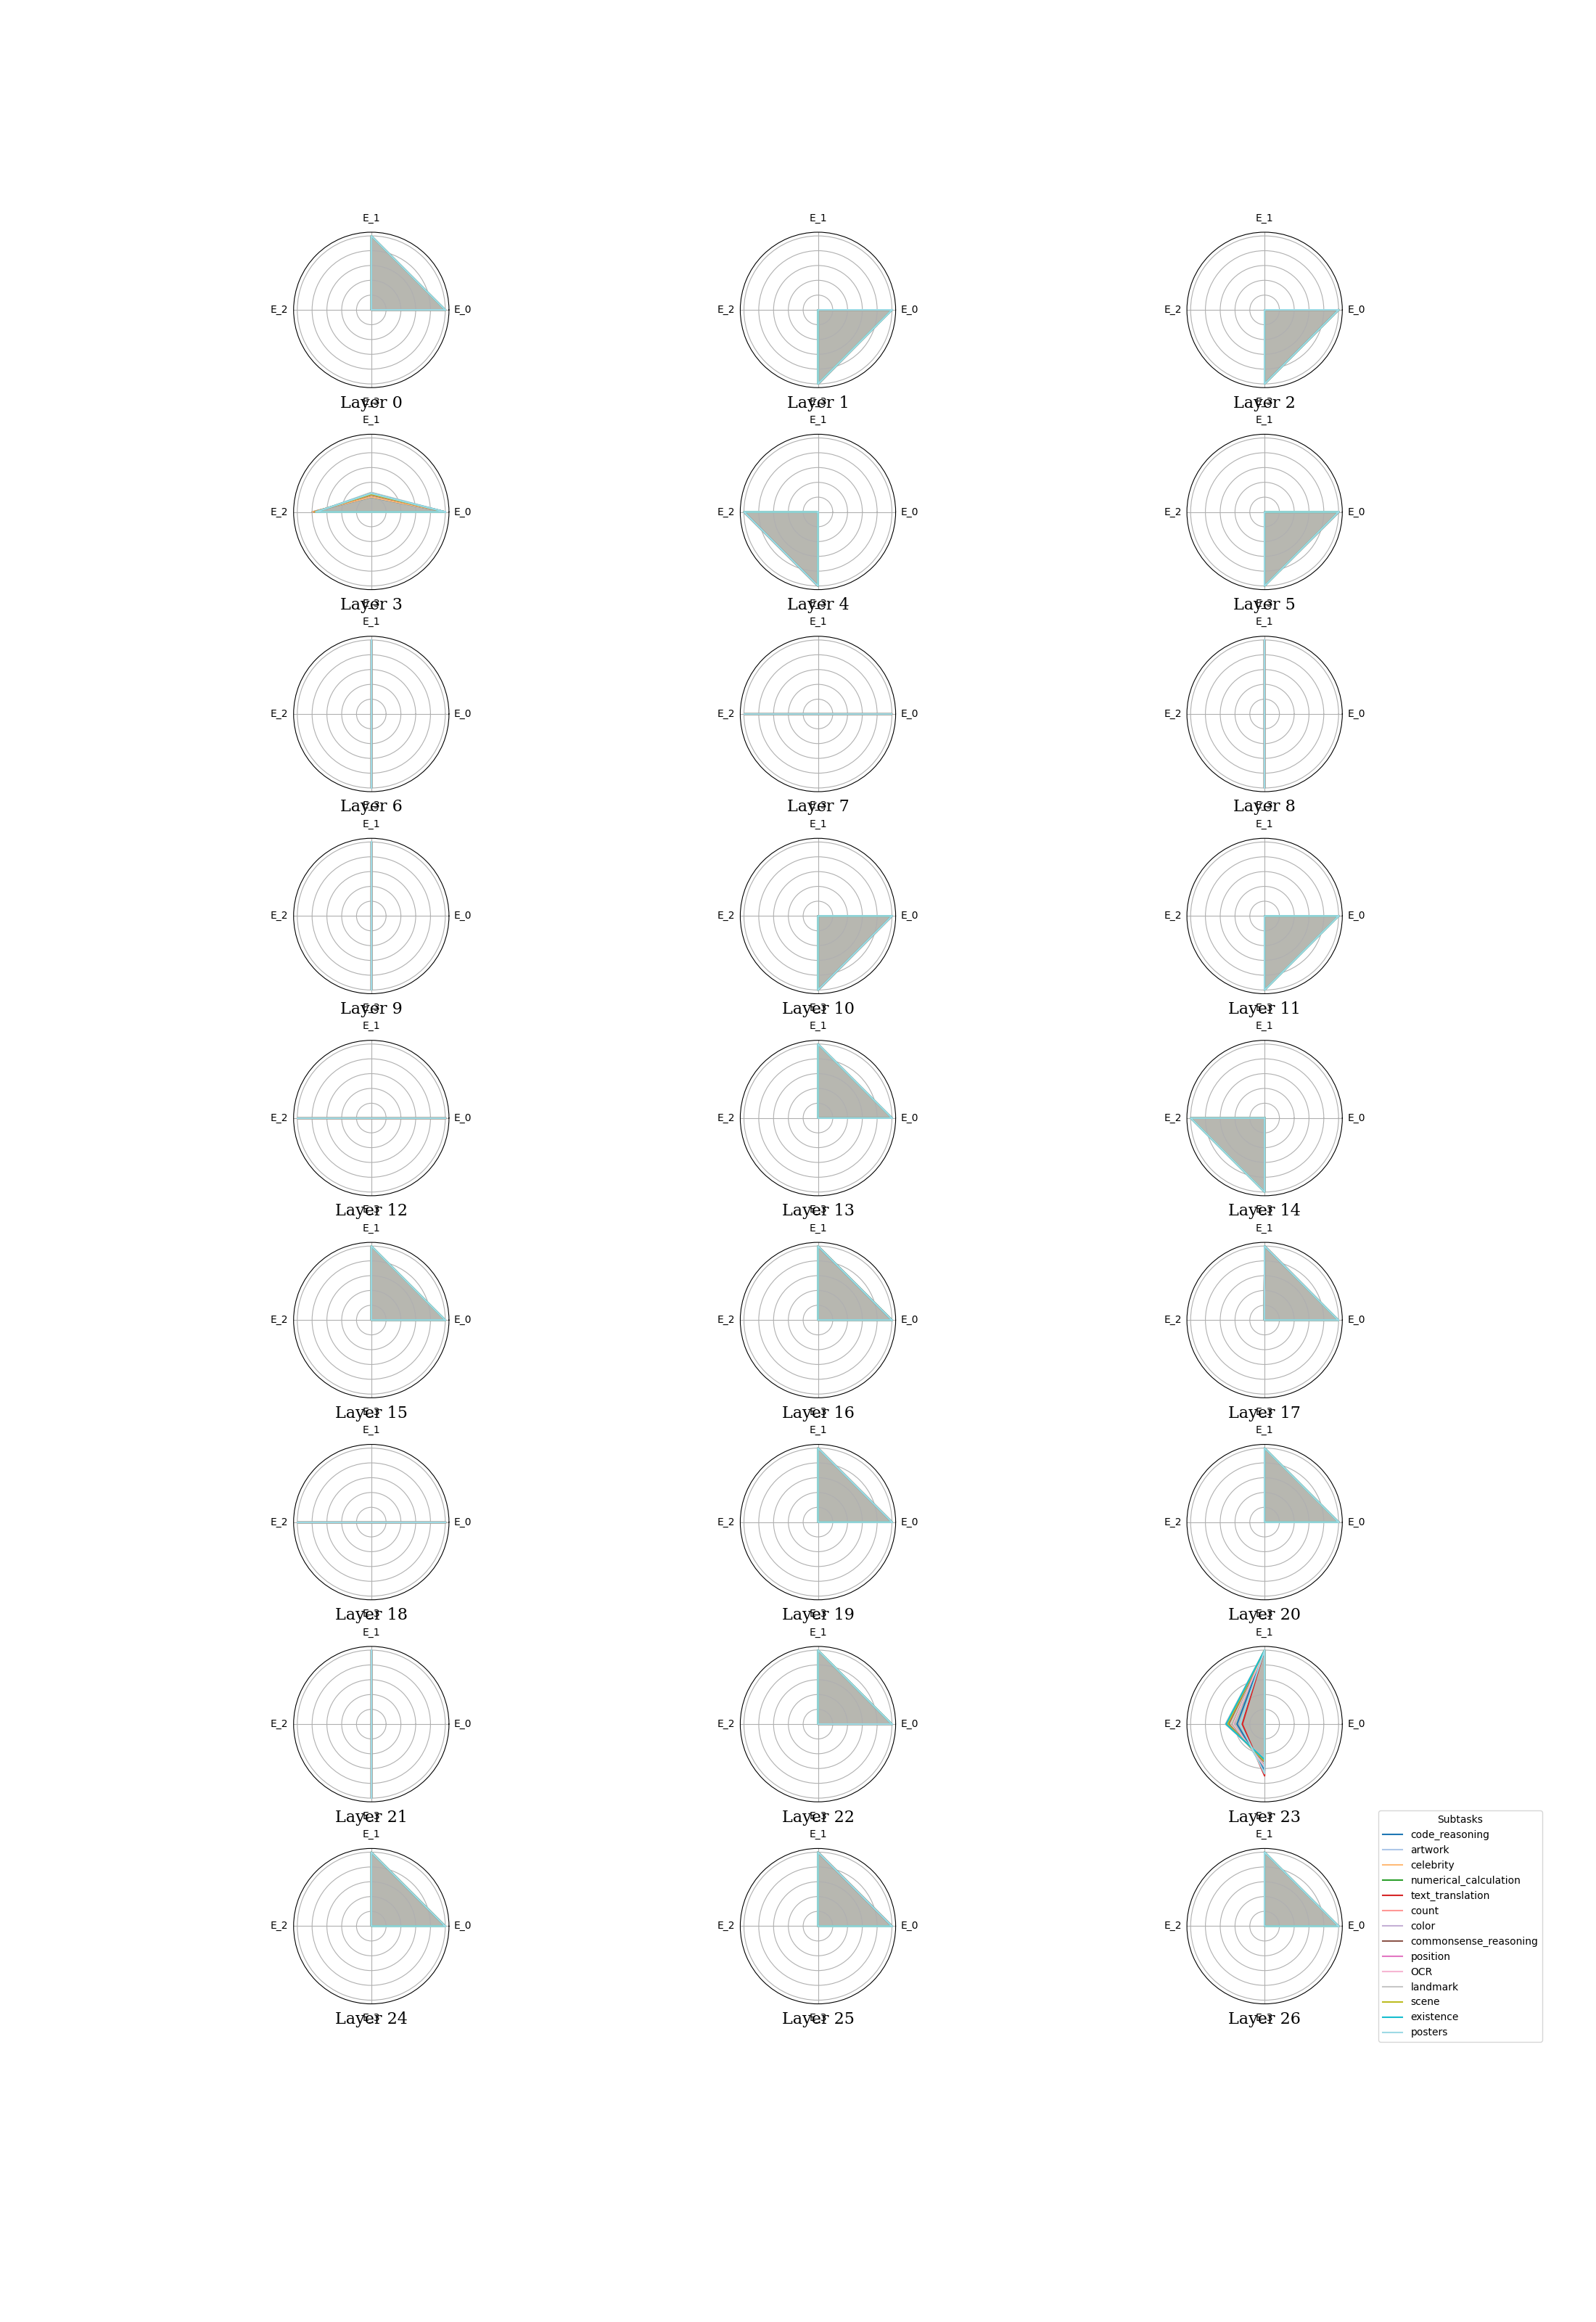 E_1 E_1 E_1
E_2 E_0 E_2 E_0 E_2 E_0
E_3 E_3 E_3
Layer 0 Layer 1 Layer 2
E_1 E_1 E_1
E_2 E_0 E_2 E_0 E_2 E_0
E_3 E_3 E_3
Layer 3 Layer 4 Layer 5
E_1 E_1 E_1
E_2 E_0 E_2 E_0 E_2 E_0
E_3 E_3 E_3
Layer 6 Layer 7 Layer 8
E_1 E_1 E_1
E_2 E_0 E_2 E_0 E_2 E_0
E_3 E_3 E_3
Layer 9 Layer 10 Layer 11
E_1 E_1 E_1
E_2 E_0 E_2 E_0 E_2 E_0
E_3 E_3 E_3
Layer 12 Layer 13 Layer 14
E_1 E_1 E_1
E_2 E_0 E_2 E_0 E_2 E_0
E_3 E_3 E_3
Layer 15 Layer 16 Layer 17
E_1 E_1 E_1
E_2 E_0 E_2 E_0 E_2 E_0
E_3 E_3 E_3
Layer 18 Layer 19 Layer 20
E_1 E_1 E_1
E_2 E_0 E_2 E_0 E_2 E_0
E_3 E_3 E_3
Layer 21 Layer 22 Layer 23
E_1 E_1 E_1
E_2 E_0 E_2 E_0 E_2 E_0
E_3 E_3 E_3
Layer 24 Layer 25 Layer 26
Subtasks
code_reasoning
artwork
celebrity
numerical_calculation
text_translation
count
color
commonsense_reasoning
position
OCR
landmark
scene
existence
posters